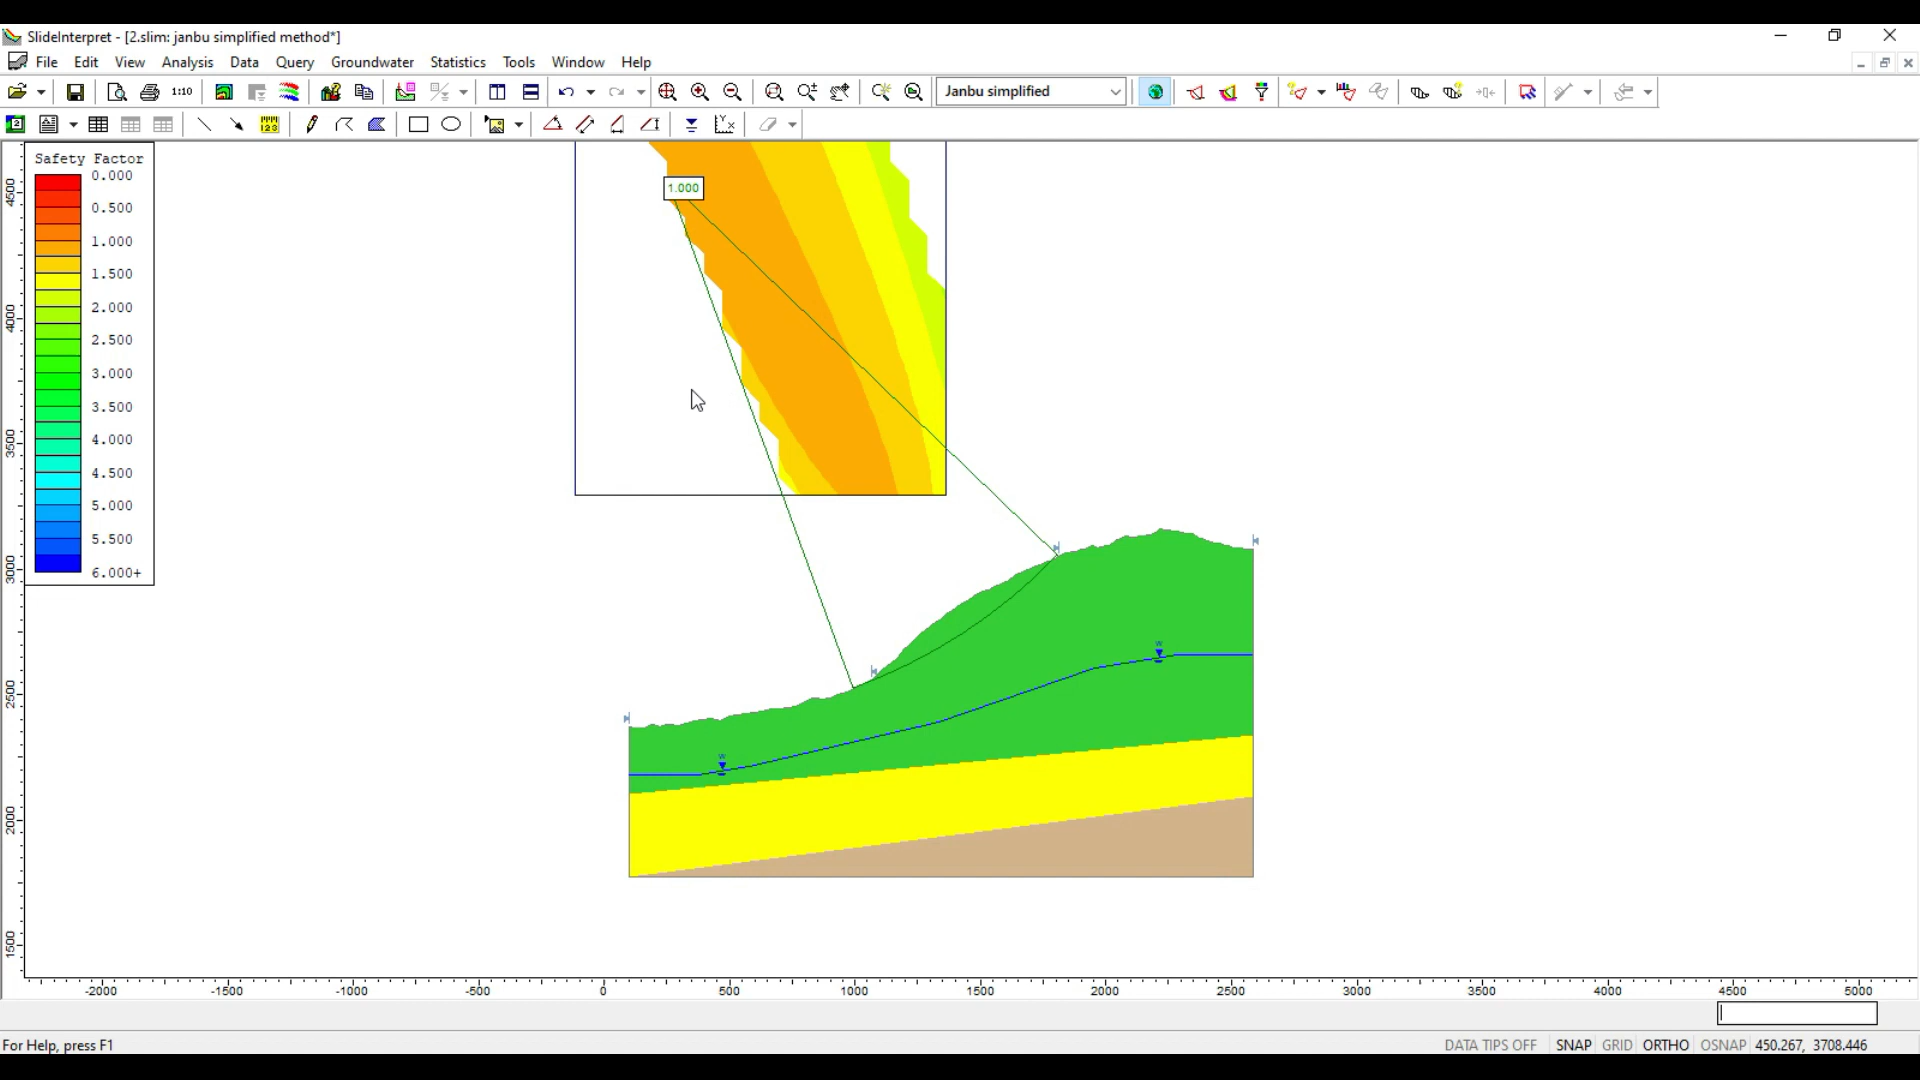 SlideInterpret - [2.slim: janbu simplified method*]
File Edit View Analysis Data Query Groundwater Statistics Tools Window Help
1:10
Janbu simplified
2
123
Safety Factor
0.000
0.500
1.000
1.500
2.000
2.500
3.000
3.500
4.000
4.500
5.000
5.500
6.000+
1.000
W
W
4500
4000
3500
3000
2500
2000
1500
-2000 -1500 -1000 -500 0 500 1000 1500 2000 2500 3000 3500 4000 4500 5000
For Help, press F1
DATA TIPS OFF SNAP GRID ORTHO OSNAP 450.267, 3708.446